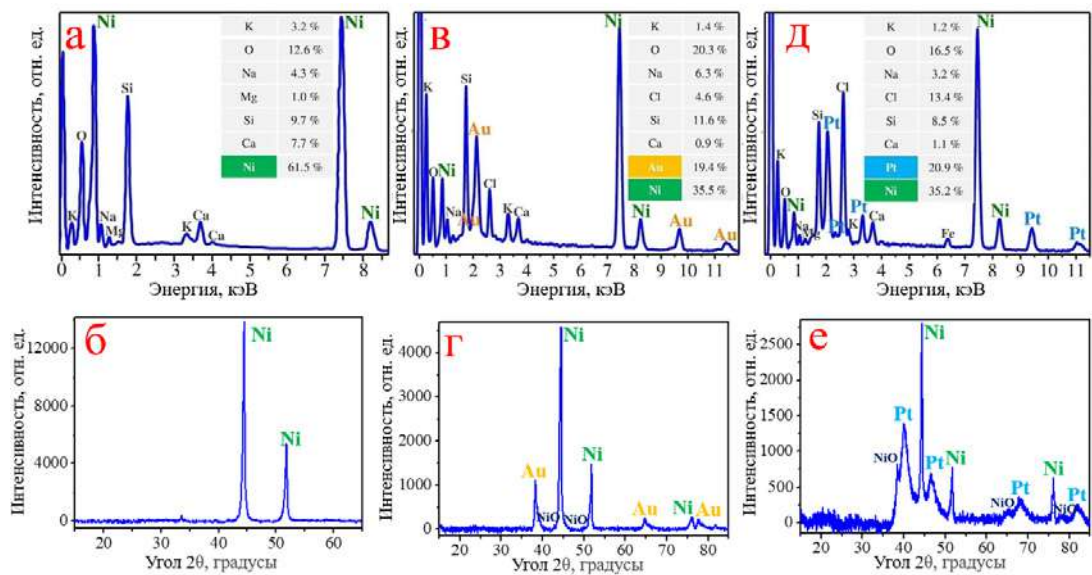 а
Интенсивность, отн. ед.
Ni
Ni
K 3.2 %
O 12.6 %
Na 4.3 %
Mg 1.0 %
Si 9.7 %
Ca 7.7 %
Ni 61.5 %
Si
O
K
Na
Mg
K
Ca
Ca
Ni
0 1 2 3 4 5 6 7 8
Энергия, кэВ
в
Интенсивность, отн. ед.
Ni
K 1.4 %
O 20.3 %
Na 6.3 %
Cl 4.6 %
Si 11.6 %
Ca 0.9 %
Au 19.4 %
Ni 35.5 %
K
Si
Au
O
Ni
Na
Au
Cl
K
Ca
Ni
Au
Au
0 1 2 3 4 5 6 7 8 9 10 11
Энергия, кэВ
д
Интенсивность, отн. ед.
Ni
K 1.2 %
O 16.5 %
Na 3.2 %
Cl 13.4 %
Si 8.5 %
Ca 1.1 %
Pt 20.9 %
Ni 35.2 %
Cl
Si
Pt
K
O
Ni
Na
Mg
Pt
Pt
K
Ca
Fe
Ni
Pt
Pt
0 1 2 3 4 5 6 7 8 9 10 11
Энергия, кэВ
б
Интенсивность, отн. ед.
12000
8000
4000
0
Ni
Ni
20 30 40 50 60
Угол 2θ, градусы
г
Интенсивность, отн. ед.
4000
3000
2000
1000
0
Ni
Ni
Au
NiO
NiO
Au
Ni
Au
20 30 40 50 60 70 80
Угол 2θ, градусы
е
Интенсивность, отн. ед.
2500
2000
1500
1000
500
0
Ni
Pt
NiO
Pt
Ni
NiO
Pt
Ni
NiO
Pt
20 30 40 50 60 70 80
Угол 2θ, градусы